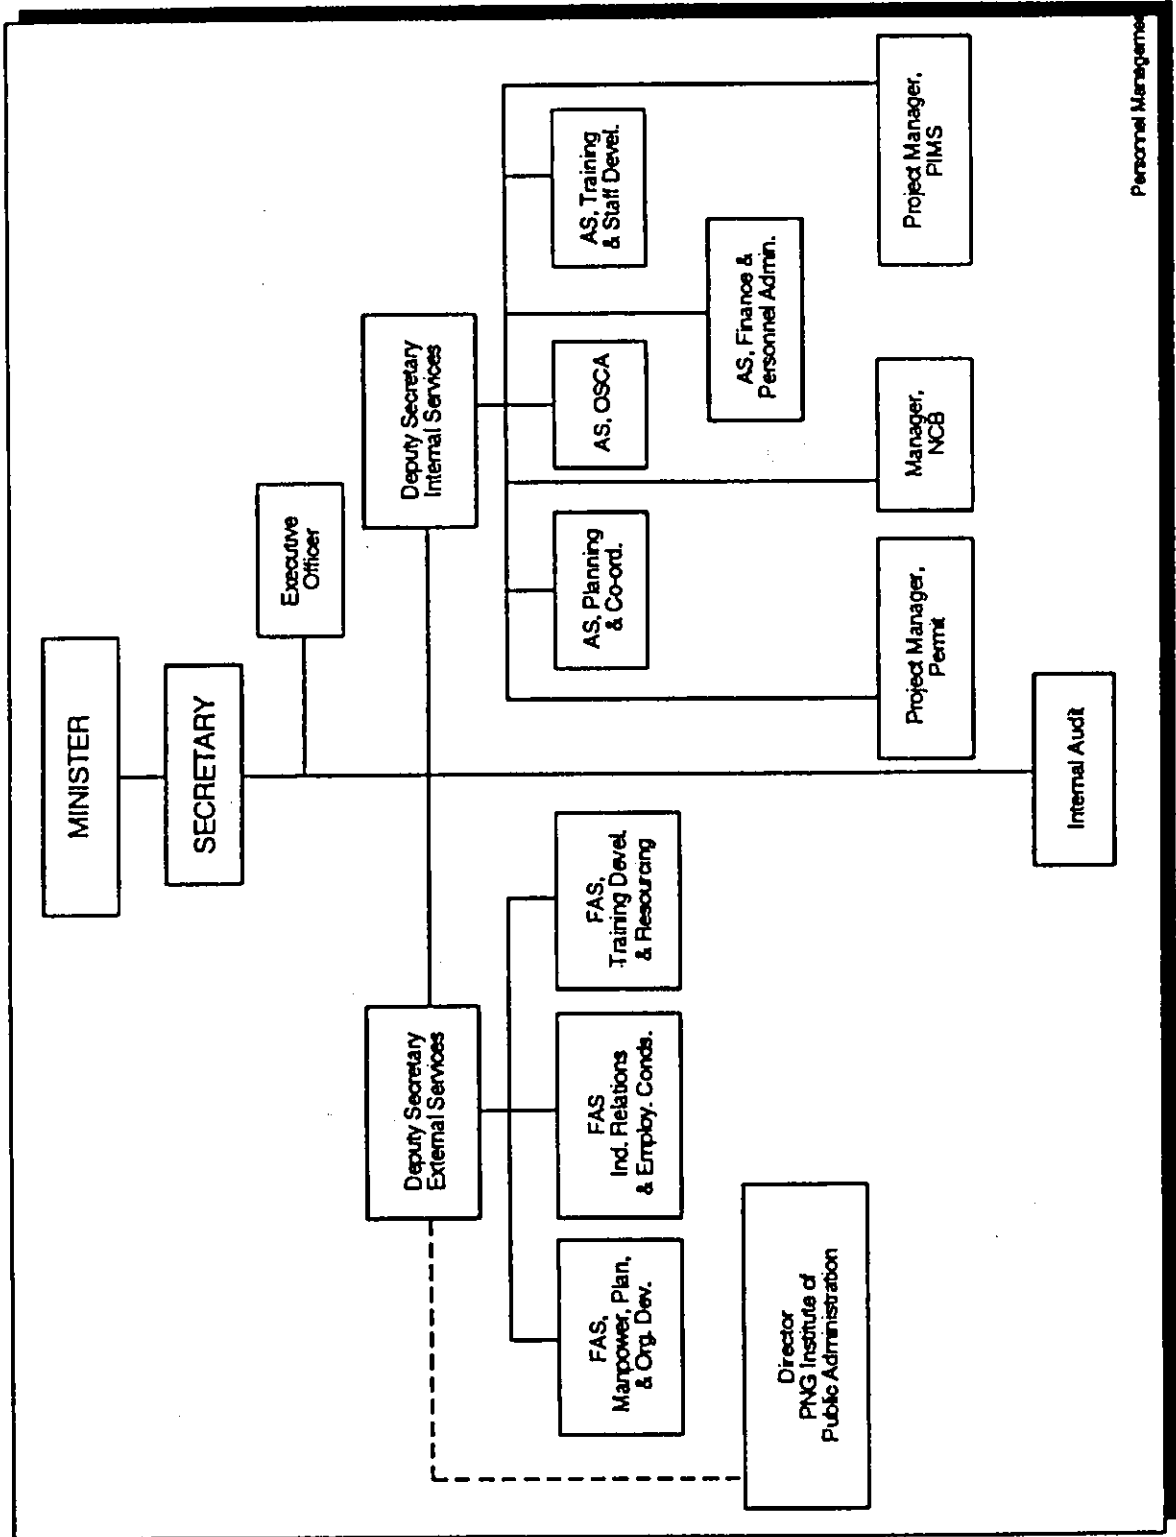 MINISTER
SECRETARY
Executive
Officer
Deputy Secretary
External Services
Deputy Secretary
Internal Services
FAS,
Manpower, Plan,
& Org. Dev.
FAS
Ind. Relations
& Employ. Conds.
FAS,
Training Devel.
& Resourcing
AS, Planning
& Co-ord.
AS, OSCA
AS, Training
& Staff Devel.
AS, Finance &
Personnel Admin.
Director
PNG Institute of
Public Administration
Project Manager,
Permit
Manager,
NCB
Project Manager,
PIMS
Internal Audit
Personnel Manageme